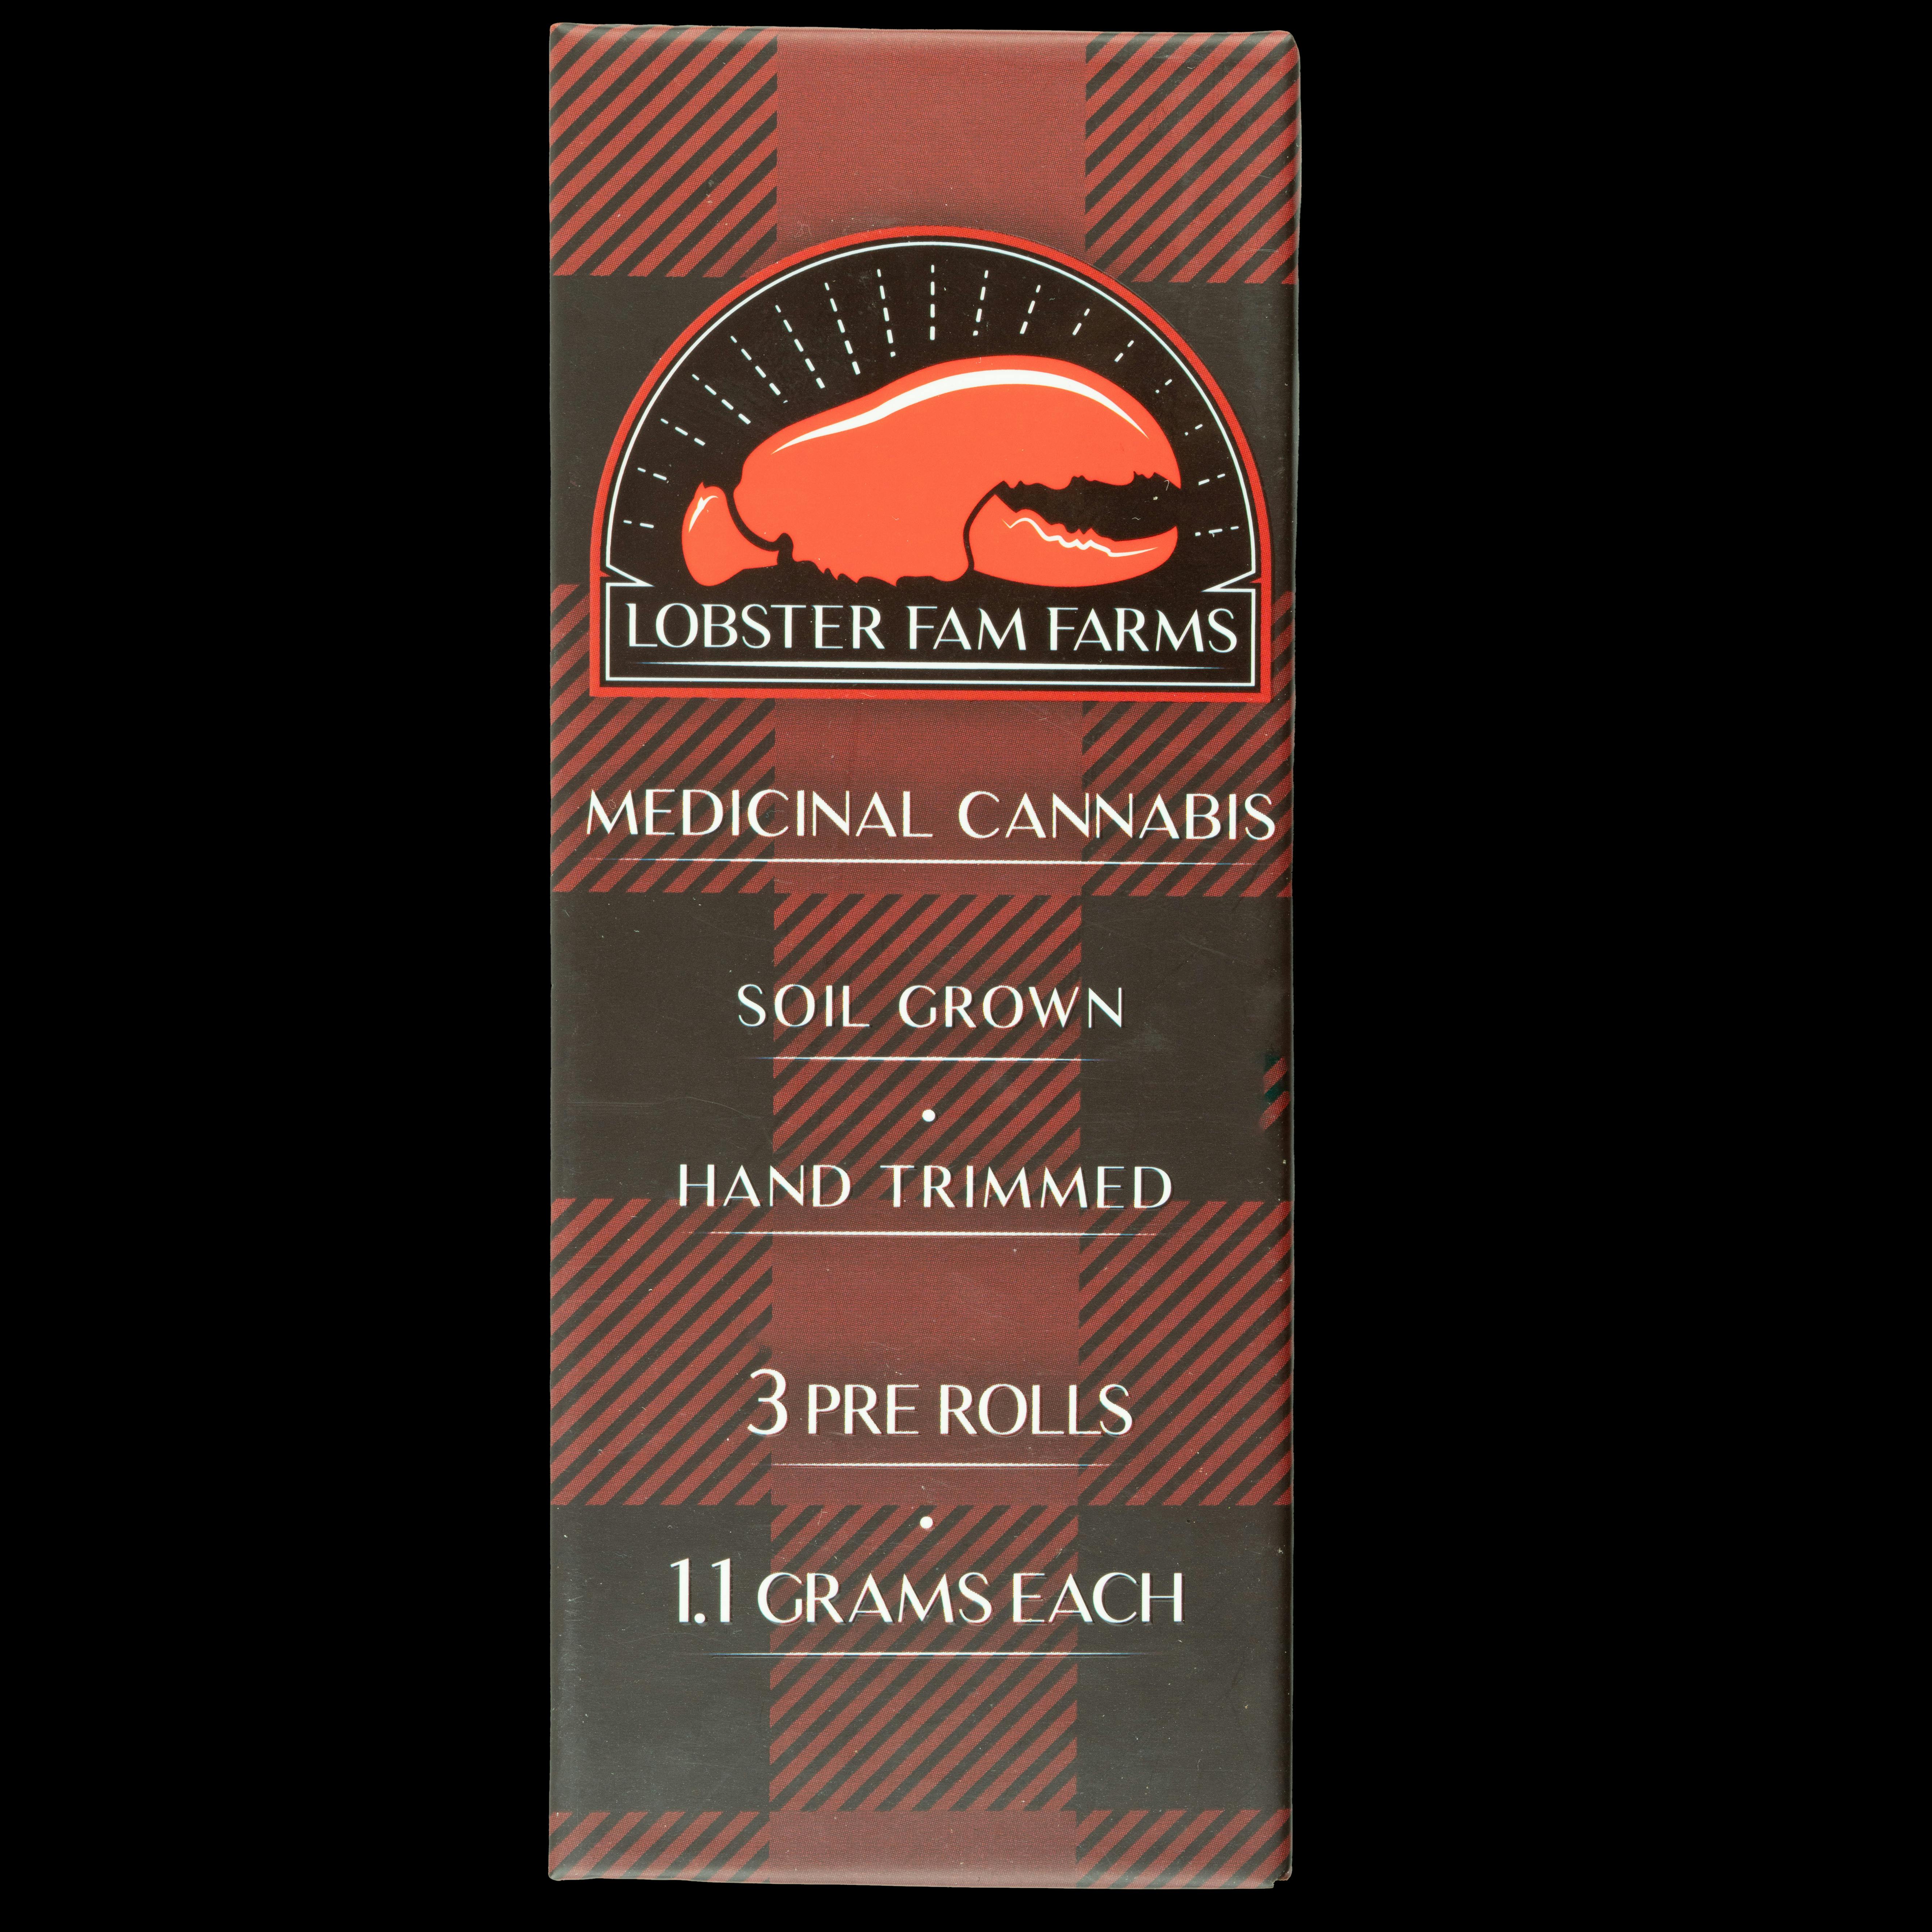 LOBSTER FAM FARMS
MEDICINAL CANNABIS
SOIL GROWN
•
HAND TRIMMED
3 PRE ROLLS
•
1.1 GRAMS EACH